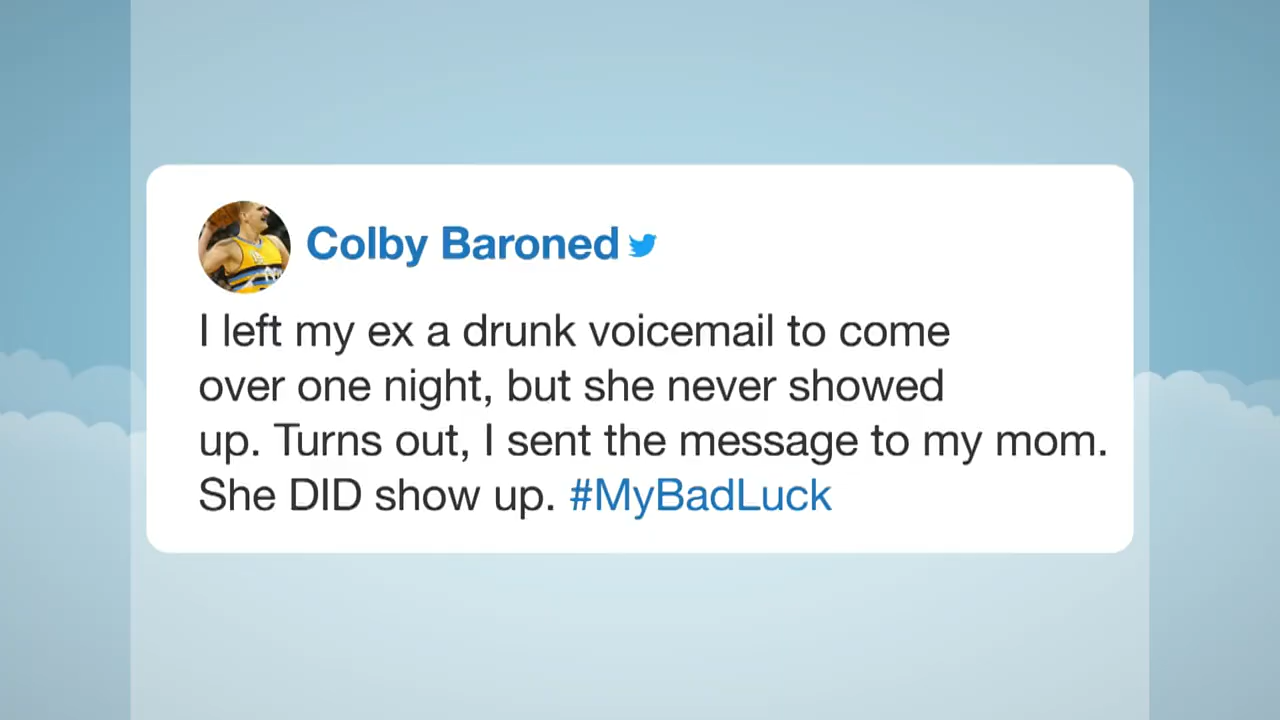 Colby Baroned
I left my ex a drunk voicemail to come
over one night, but she never showed
up. Turns out, I sent the message to my mom.
She DID show up. #MyBadLuck